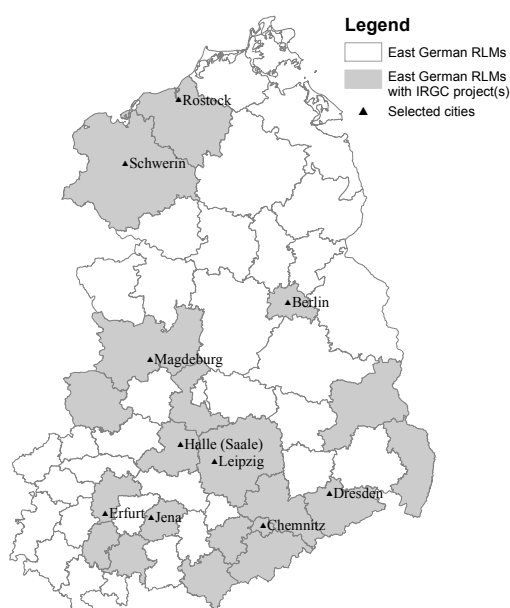 Legend
East German RLMs
East German RLMs
with IRGC project(s)
Selected cities
Rostock
Schwerin
Berlin
Magdeburg
Halle (Saale)
Leipzig
Dresden
Erfurt
Jena
Chemnitz